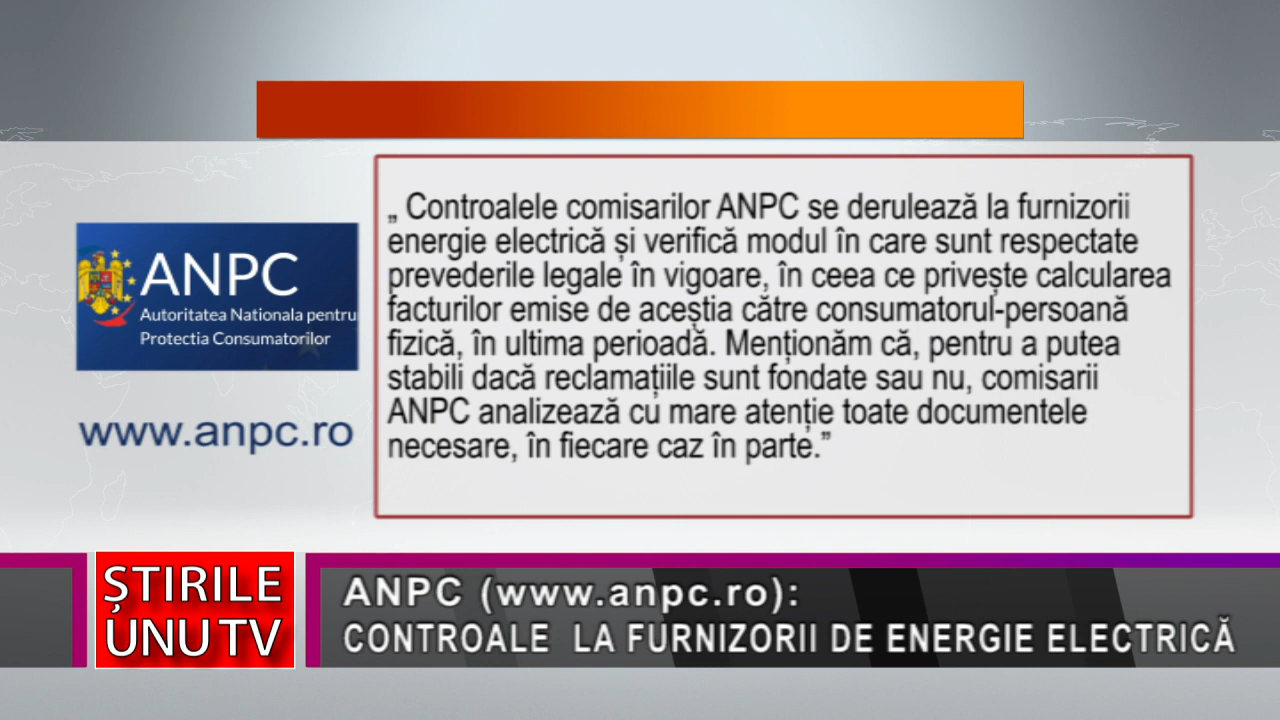 „ Controalele comisarilor ANPC se derulează la furnizorii
energie electrică și verifică modul în care sunt respectate
prevederile legale în vigoare, în ceea ce privește calcularea
facturilor emise de aceștia către consumatorul-persoană
fizică, în ultima perioadă. Menționăm că, pentru a putea
stabili dacă reclamațiile sunt fondate sau nu, comisarii
ANPC analizează cu mare atenție toate documentele
necesare, în fiecare caz în parte.”
ANPC
Autoritatea Nationala pentru
Protectia Consumatorilor
www.anpc.ro
ȘTIRILE
UNU TV
ANPC (www.anpc.ro):
CONTROALE LA FURNIZORII DE ENERGIE ELECTRICĂ